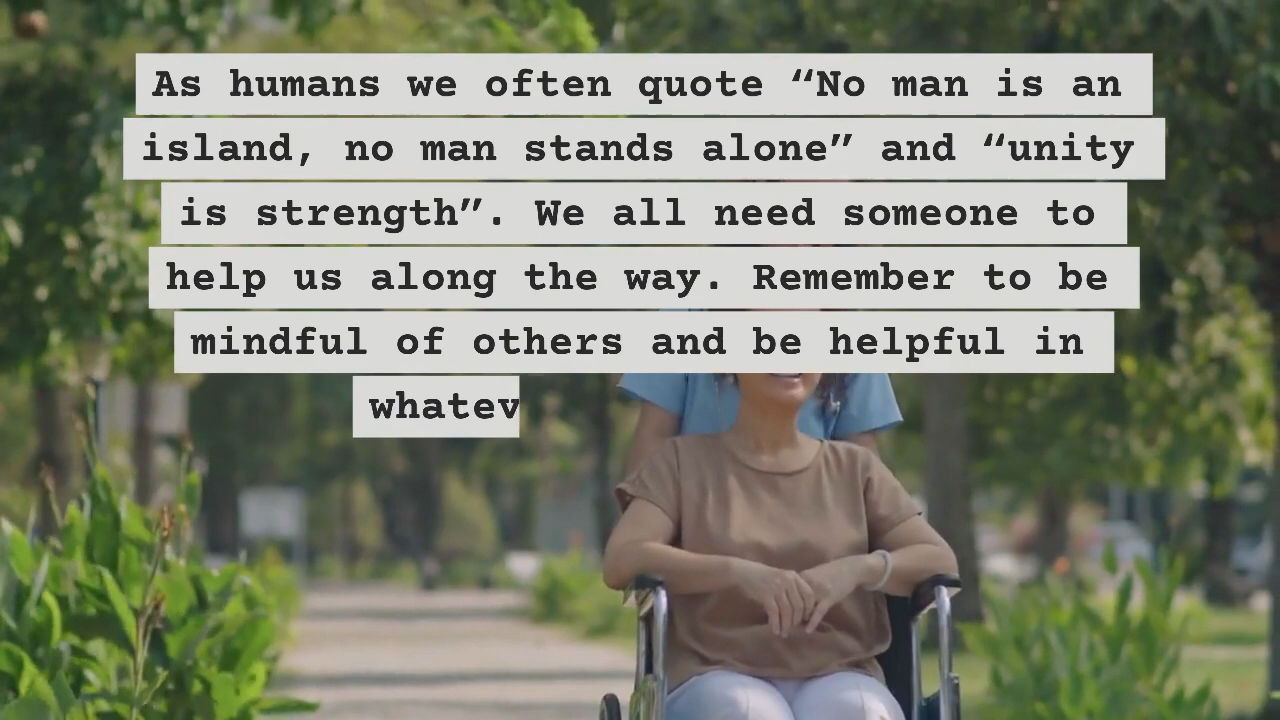 As humans we often quote “No man is an
island, no man stands alone” and “unity
is strength”. We all need someone to
help us along the way. Remember to be
mindful of others and be helpful in
whatev